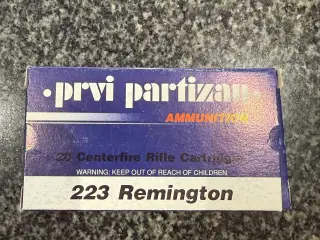 ·prvi partizan·
AMMUNITION
20 Centerfire Rifle Cartridges
WARNING: KEEP OUT OF REACH OF CHILDREN
223 Remington